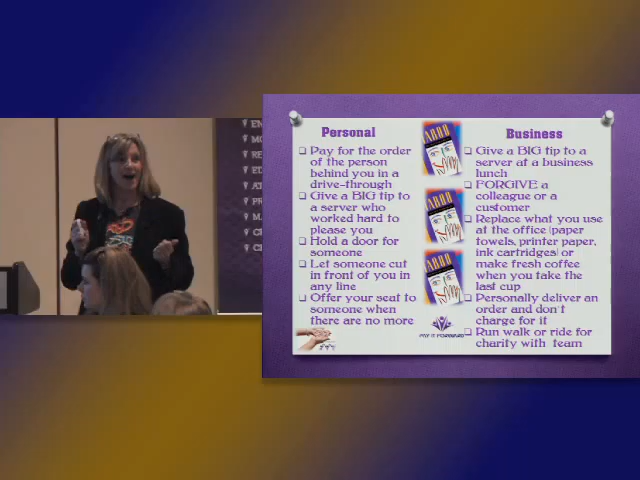 Personal
❑ Pay for the order
of the person
behind you in a
drive-through
❑ Give a BIG tip to
a server who
worked hard to
please you
❑ Hold a door for
someone
❑ Let someone cut
in front of you in
any line
❑ Offer your seat to
someone when
there are no more
PAY IT FORWARD
Business
❑ Give a BIG tip to a
server at a business
lunch
❑ FORGIVE a
colleague or a
customer
❑ Replace what you use
at the office (paper
towels, printer paper,
ink cartridges) or
make fresh coffee
when you take the
last cup
❑ Personally deliver an
order and don't
charge for it
❑ Run walk or ride for
charity with team